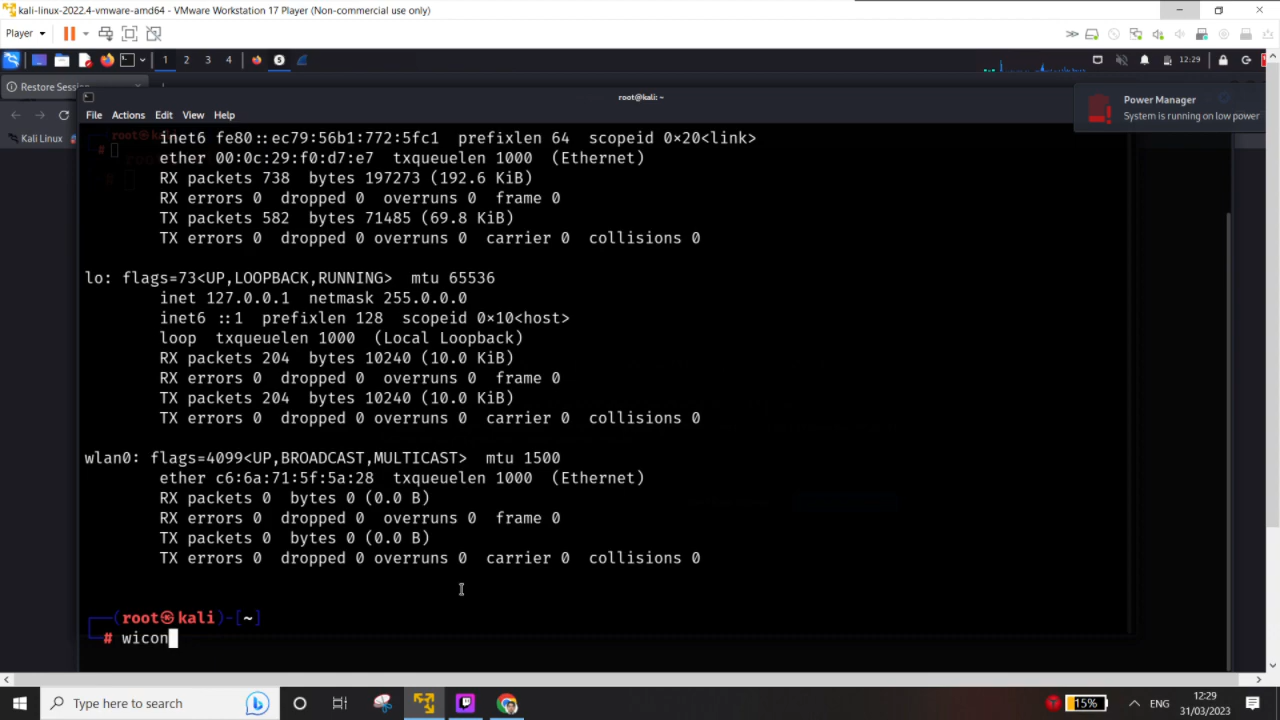 kali-linux-2022.4-vmware-amd64 - VMware Workstation 17 Player (Non-commercial use only)
Player
1 2 3 4 5 12:29
Restore Session
root@kali: ~
Power Manager
System is running on low power
File Actions Edit View Help
Kali Linux
inet6 fe80::ec79:56b1:772:5fc1 prefixlen 64 scopeid 0×20<link>
ether 00:0c:29:f0:d7:e7 txqueuelen 1000 (Ethernet)
RX packets 738 bytes 197273 (192.6 KiB)
RX errors 0 dropped 0 overruns 0 frame 0
TX packets 582 bytes 71485 (69.8 KiB)
TX errors 0 dropped 0 overruns 0 carrier 0 collisions 0
lo: flags=73<UP,LOOPBACK,RUNNING> mtu 65536
inet 127.0.0.1 netmask 255.0.0.0
inet6 ::1 prefixlen 128 scopeid 0×10<host>
loop txqueuelen 1000 (Local Loopback)
RX packets 204 bytes 10240 (10.0 KiB)
RX errors 0 dropped 0 overruns 0 frame 0
TX packets 204 bytes 10240 (10.0 KiB)
TX errors 0 dropped 0 overruns 0 carrier 0 collisions 0
wlan0: flags=4099<UP,BROADCAST,MULTICAST> mtu 1500
ether c6:6a:71:5f:5a:28 txqueuelen 1000 (Ethernet)
RX packets 0 bytes 0 (0.0 B)
RX errors 0 dropped 0 overruns 0 frame 0
TX packets 0 bytes 0 (0.0 B)
TX errors 0 dropped 0 overruns 0 carrier 0 collisions 0
(root㉿kali)-[~]
# wicon
Type here to search
15%
ENG
12:29
31/03/2023